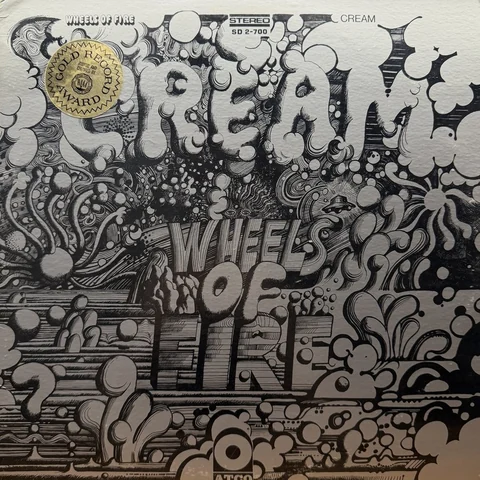 WHEELS OF FIRE
STEREO
SD 2-700
CREAM
GOLD RECORD
AWARD
CREAM
WHEELS
OF
FIRE
ATCO